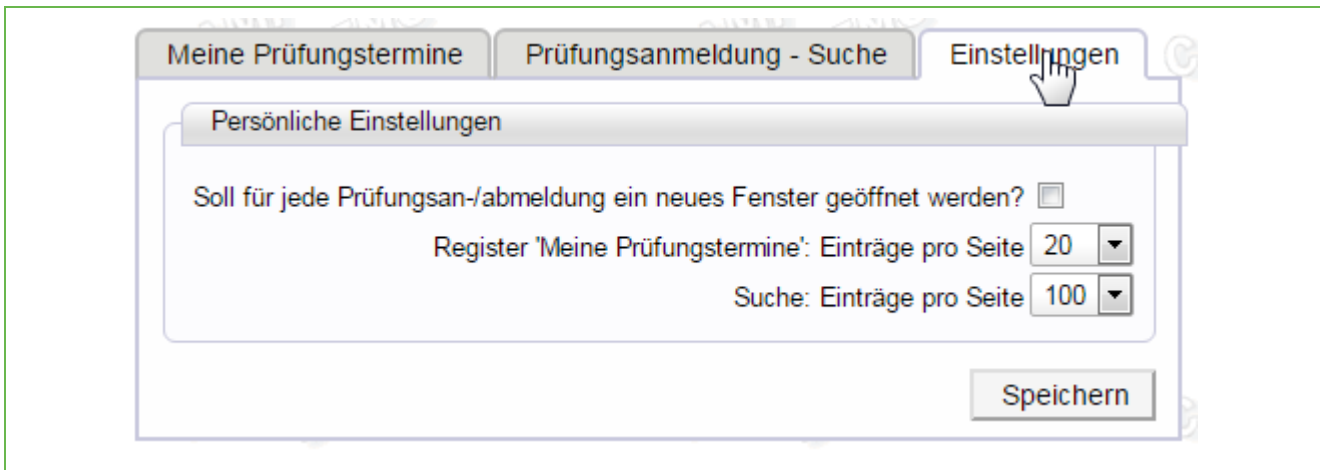 Meine Prüfungstermine
Prüfungsanmeldung - Suche
Einstellungen
Persönliche Einstellungen
Soll für jede Prüfungsan-/abmeldung ein neues Fenster geöffnet werden?
Register 'Meine Prüfungstermine': Einträge pro Seite 20
Suche: Einträge pro Seite 100
Speichern